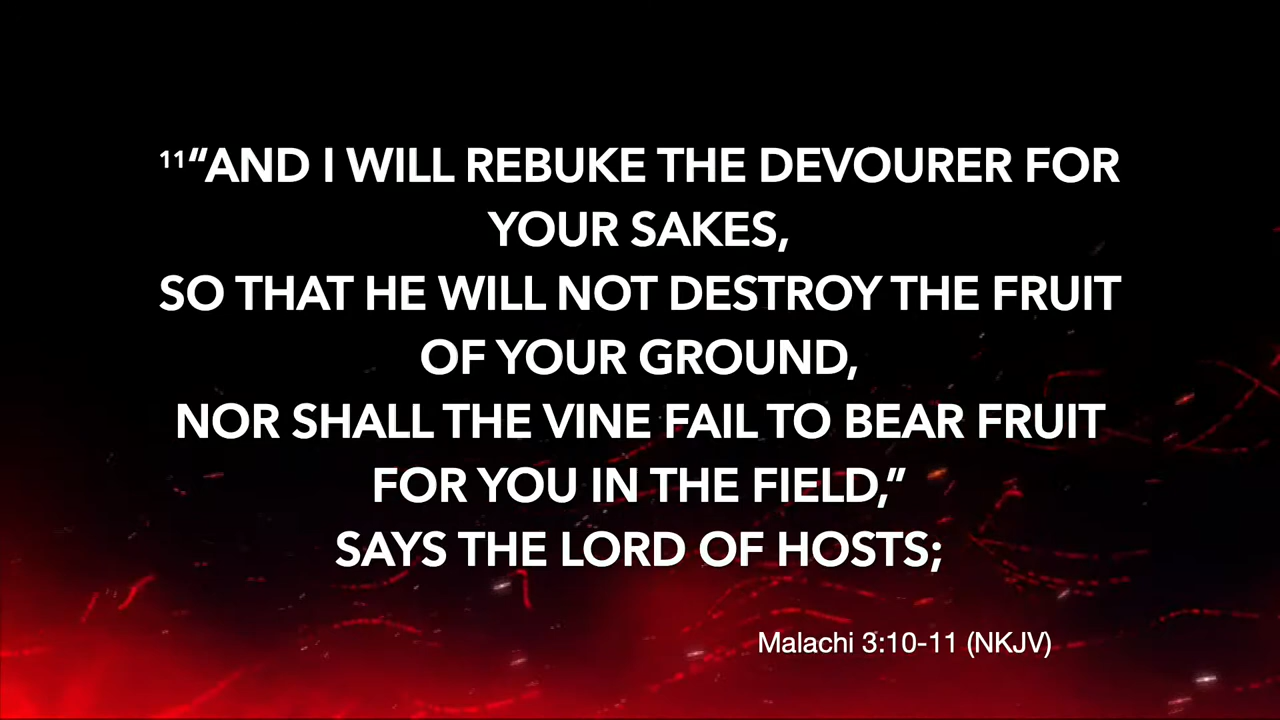 11“AND I WILL REBUKE THE DEVOURER FOR
YOUR SAKES,
SO THAT HE WILL NOT DESTROY THE FRUIT
OF YOUR GROUND,
NOR SHALL THE VINE FAIL TO BEAR FRUIT
FOR YOU IN THE FIELD,”
SAYS THE LORD OF HOSTS;
Malachi 3:10-11 (NKJV)